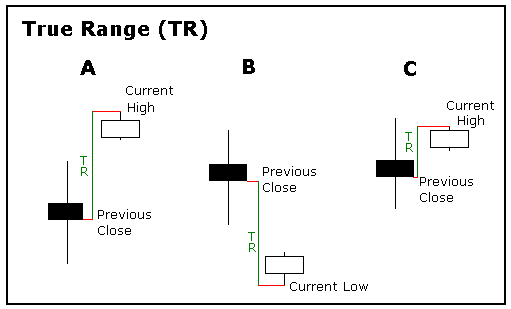 True Range (TR)
A
B
C
Current
High
T
R
Previous
Close
Previous
Close
T
R
Current Low
Current
High
T
R
Previous
Close